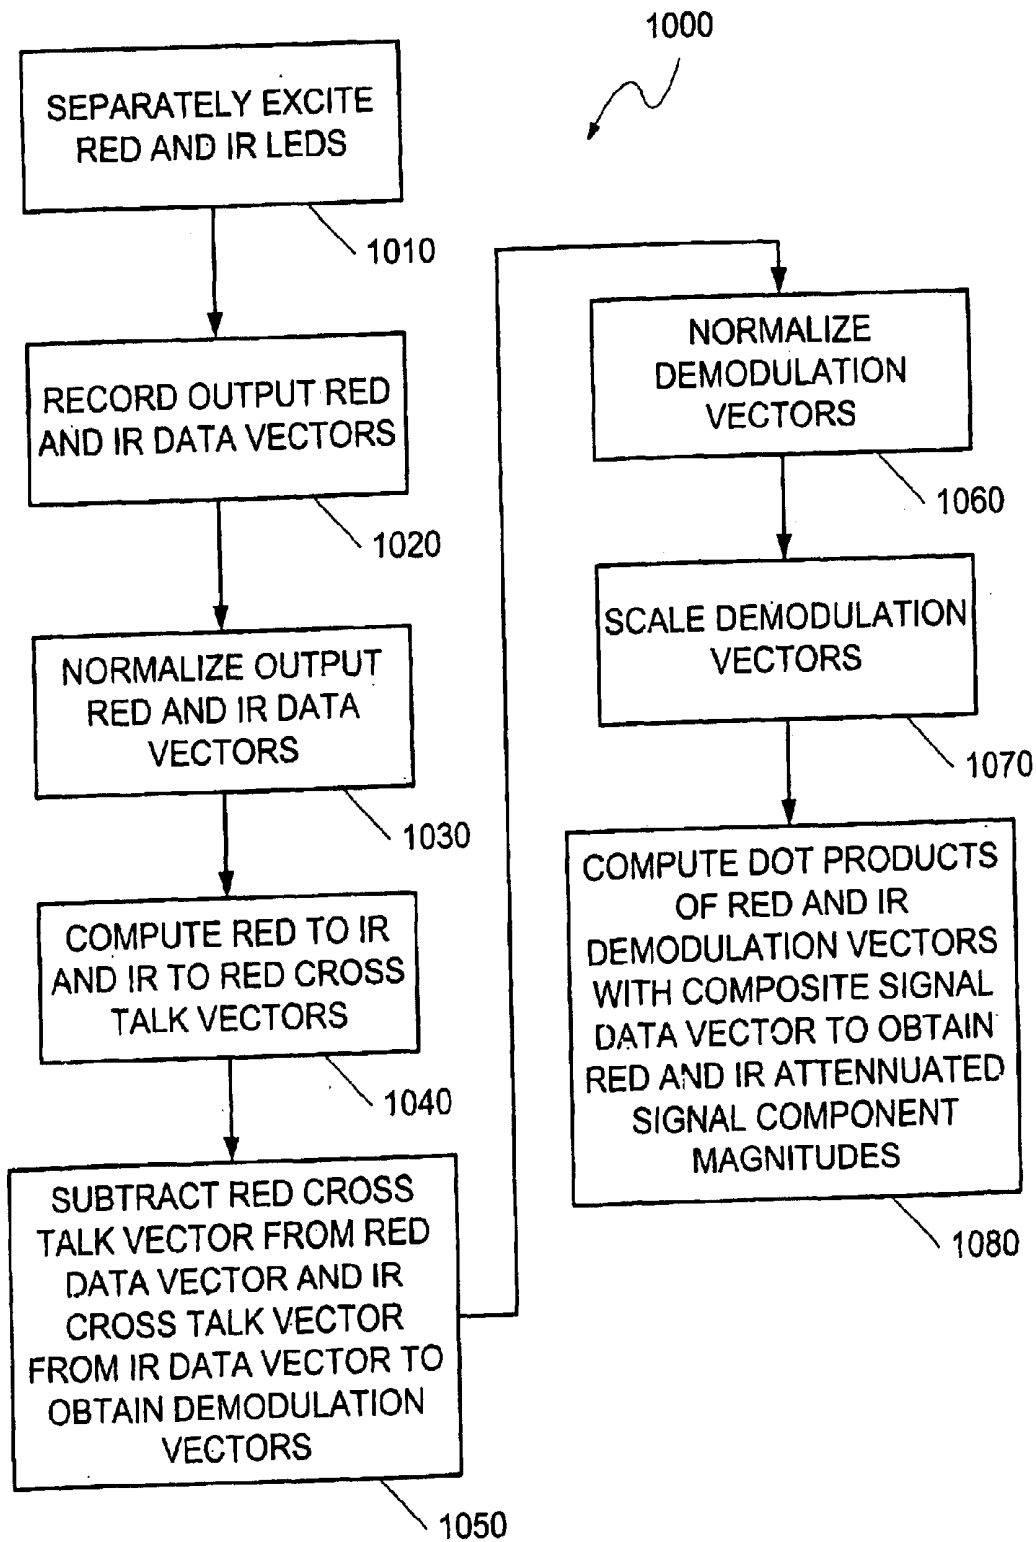 1000
SEPARATELY EXCITE
RED AND IR LEDS
1010
RECORD OUTPUT RED
AND IR DATA VECTORS
1020
NORMALIZE OUTPUT
RED AND IR DATA
VECTORS
1030
COMPUTE RED TO IR
AND IR TO RED CROSS
TALK VECTORS
1040
SUBTRACT RED CROSS
TALK VECTOR FROM RED
DATA VECTOR AND IR
CROSS TALK VECTOR
FROM IR DATA VECTOR TO
OBTAIN DEMODULATION
VECTORS
1050
NORMALIZE
DEMODULATION
VECTORS
1060
SCALE DEMODULATION
VECTORS
1070
COMPUTE DOT PRODUCTS
OF RED AND IR
DEMODULATION VECTORS
WITH COMPOSITE SIGNAL
DATA VECTOR TO OBTAIN
RED AND IR ATTENNUATED
SIGNAL COMPONENT
MAGNITUDES
1080